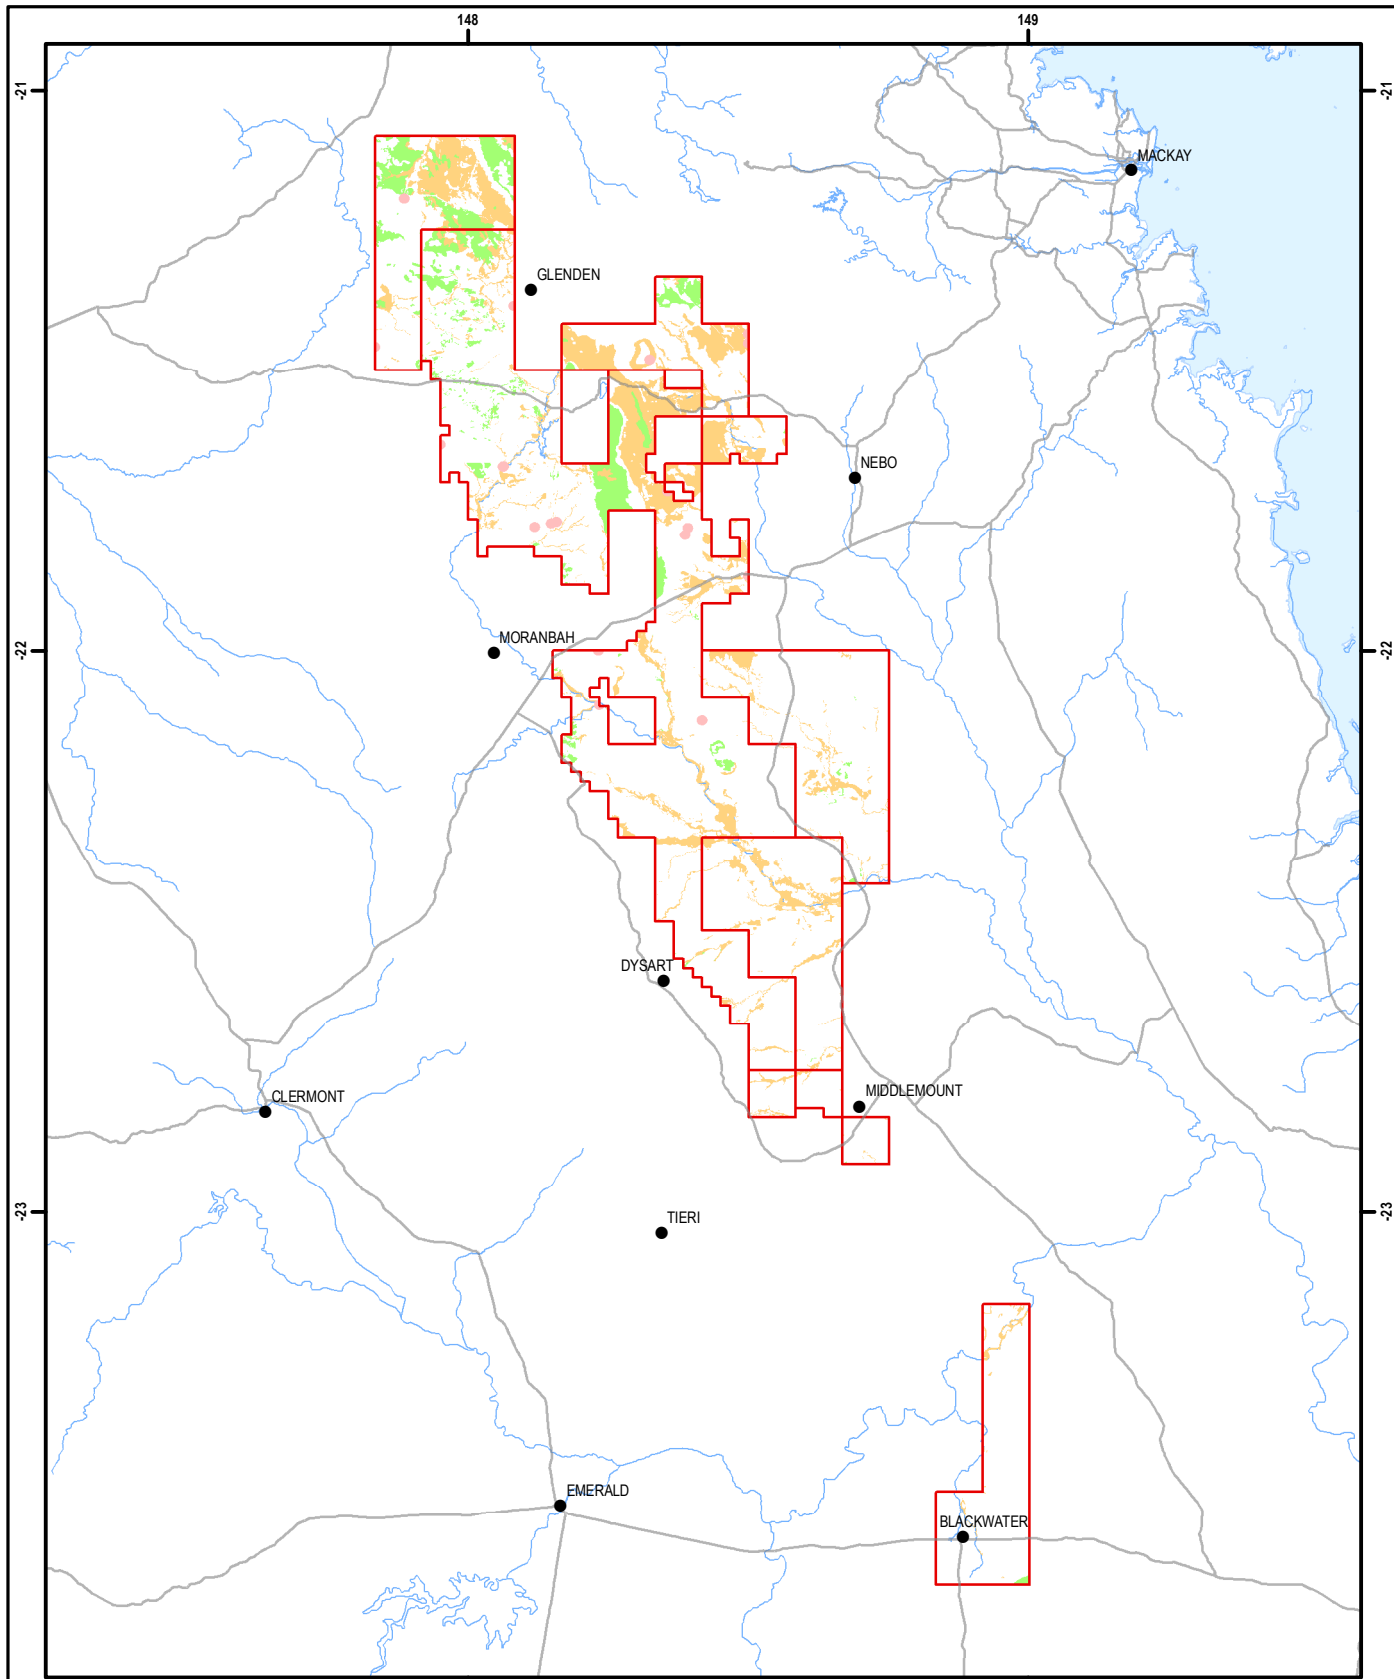 148 149
-21 -21
MACKAY
GLENDEN
NEBO
MORANBAH
-22 -22
DYSART
CLERMONT
MIDDLEMOUNT
-23 -23
TIERI
EMERALD
BLACKWATER